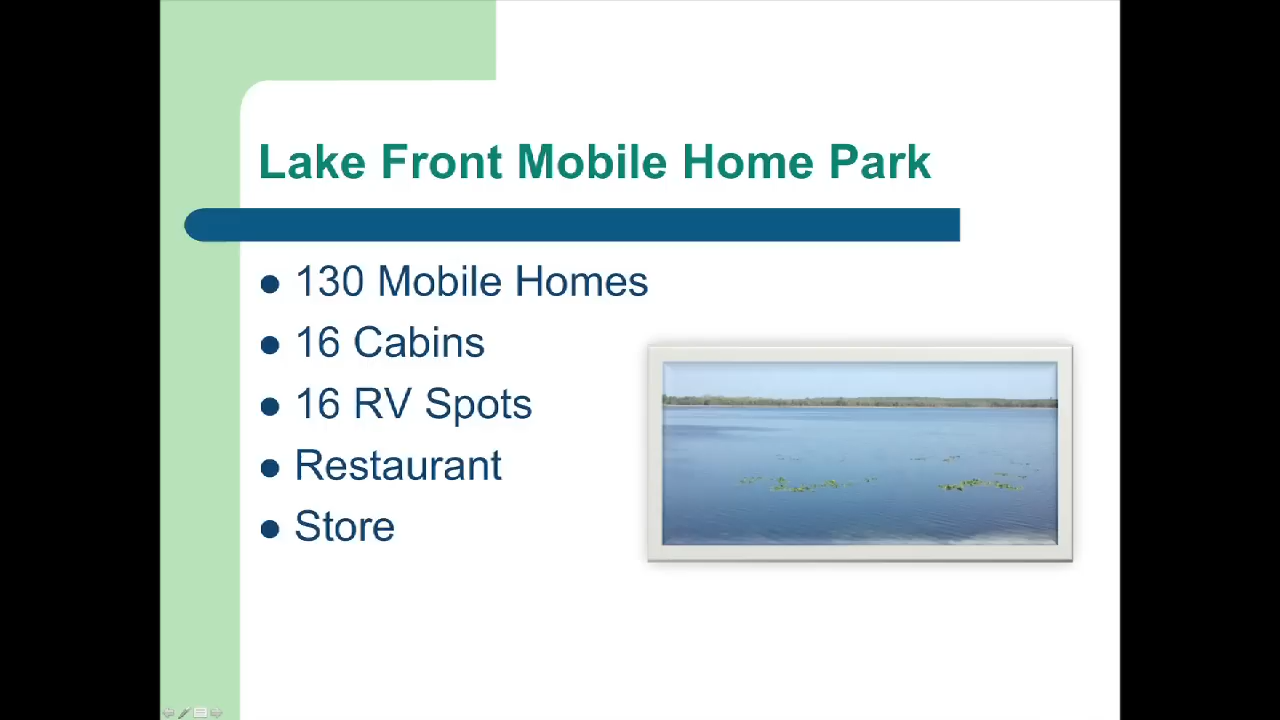 Lake Front Mobile Home Park
130 Mobile Homes
16 Cabins
16 RV Spots
Restaurant
Store